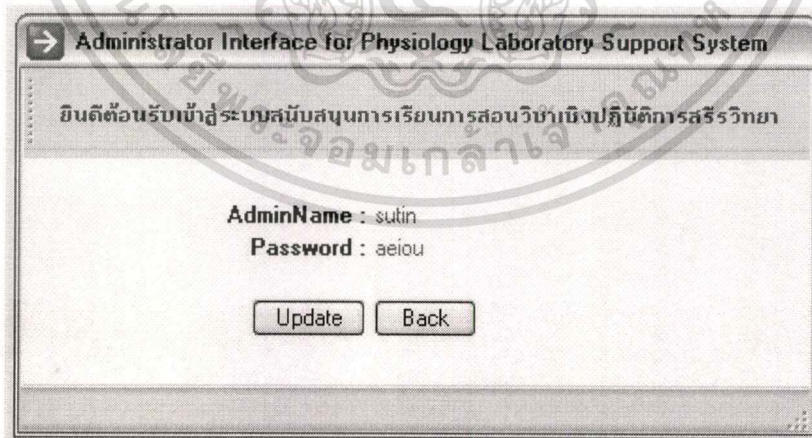 Administrator Interface for Physiology Laboratory Support System
ยินดีต้อนรับเข้าสู่ระบบสนับสนุนการเรียนการสอนวิชาเชิงปฏิบัติการสรีรวิทยา
AdminName : sutin
Password : aeiou
Update Back